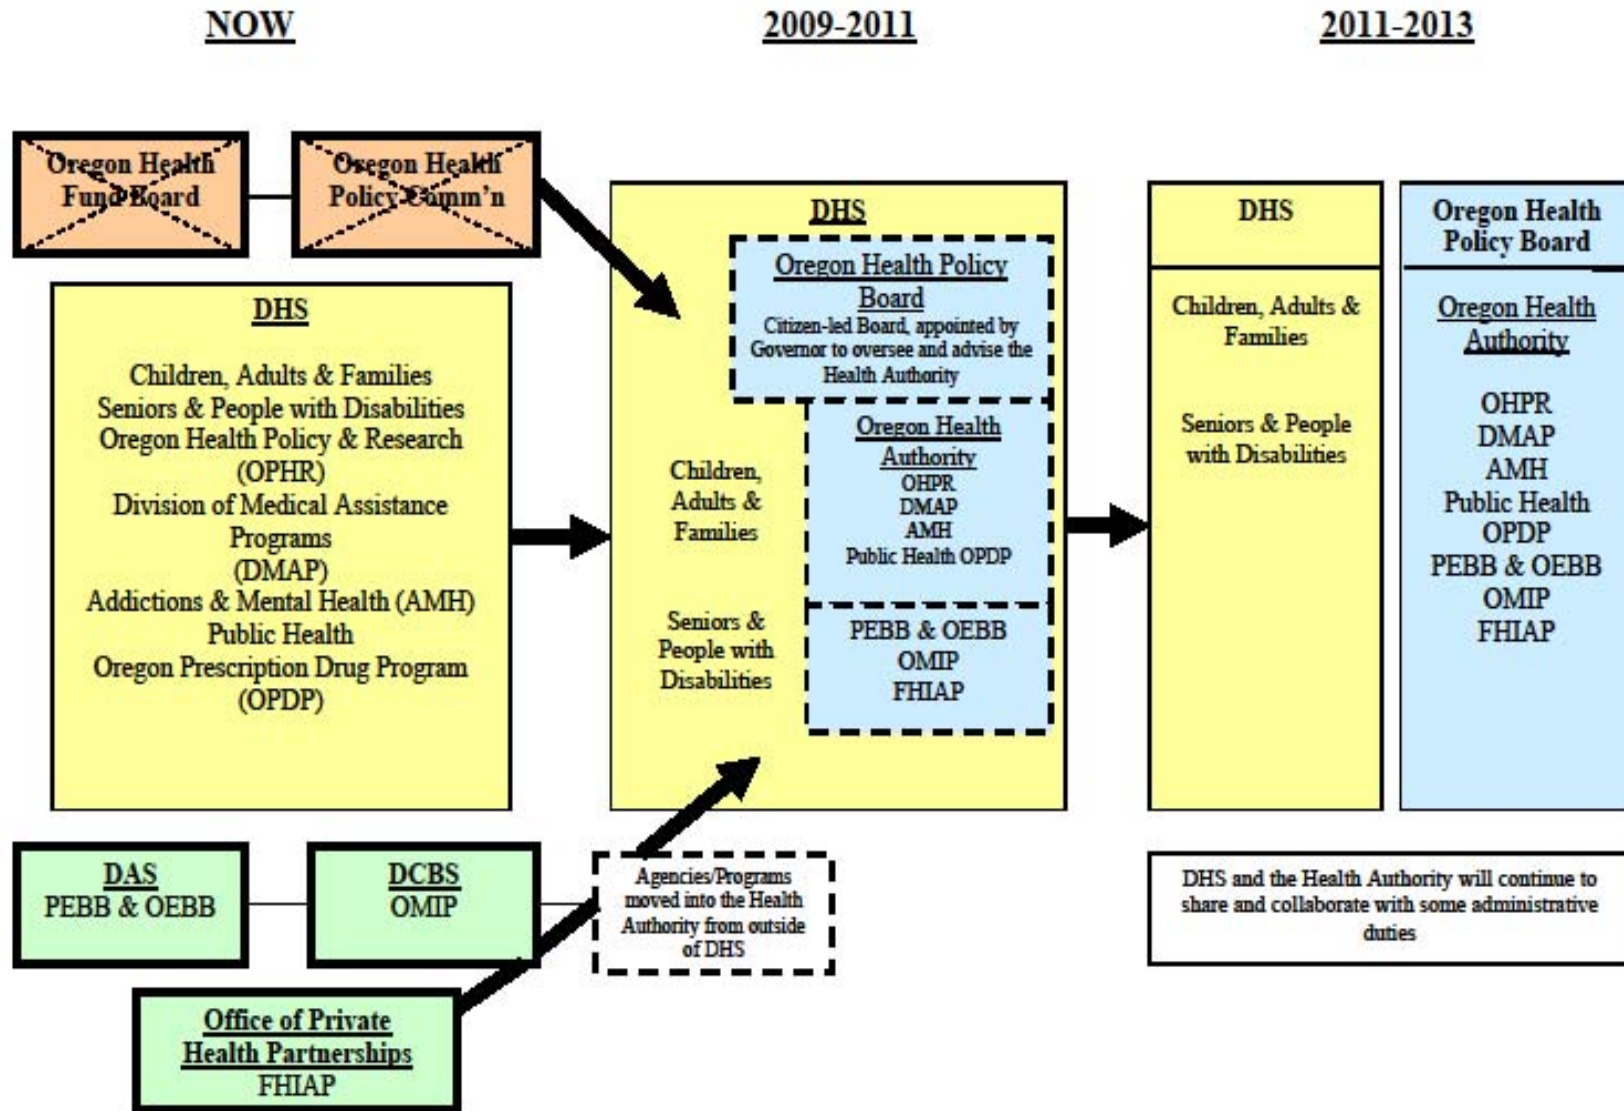 NOW
2009-2011
2011-2013
Oregon Health
Fund Board
Oregon Health
Policy Comm'n
DHS
Children, Adults & Families
Seniors & People with Disabilities
Oregon Health Policy & Research
(OPHR)
Division of Medical Assistance
Programs
(DMAP)
Addictions & Mental Health (AMH)
Public Health
Oregon Prescription Drug Program
(OPDP)
DAS
PEBB & OEBB
DCBS
OMIP
Office of Private
Health Partnerships
FHIAP
Agencies/Programs
moved into the Health
Authority from outside
of DHS
DHS
Oregon Health Policy
Board
Citizen-led Board, appointed by
Governor to oversee and advise the
Health Authority
Children,
Adults &
Families
Seniors &
People with
Disabilities
Oregon Health
Authority
OHPR
DMAP
AMH
Public Health OPDP
PEBB & OEBB
OMIP
FHIAP
DHS
Children, Adults &
Families
Seniors & People
with Disabilities
Oregon Health
Policy Board
Oregon Health
Authority
OHPR
DMAP
AMH
Public Health
OPDP
PEBB & OEBB
OMIP
FHIAP
DHS and the Health Authority will continue to
share and collaborate with some administrative
duties